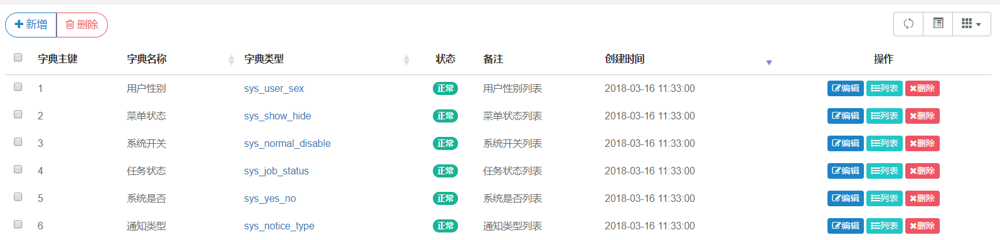 新增 删除
字典主键 字典名称 字典类型 状态 备注 创建时间 操作
1 用户性别 sys_user_sex 正常 用户性别列表 2018-03-16 11:33:00 编辑 列表 删除
2 菜单状态 sys_show_hide 正常 菜单状态列表 2018-03-16 11:33:00 编辑 列表 删除
3 系统开关 sys_normal_disable 正常 系统开关列表 2018-03-16 11:33:00 编辑 列表 删除
4 任务状态 sys_job_status 正常 任务状态列表 2018-03-16 11:33:00 编辑 列表 删除
5 系统是否 sys_yes_no 正常 系统是否列表 2018-03-16 11:33:00 编辑 列表 删除
6 通知类型 sys_notice_type 正常 通知类型列表 2018-03-16 11:33:00 编辑 列表 删除